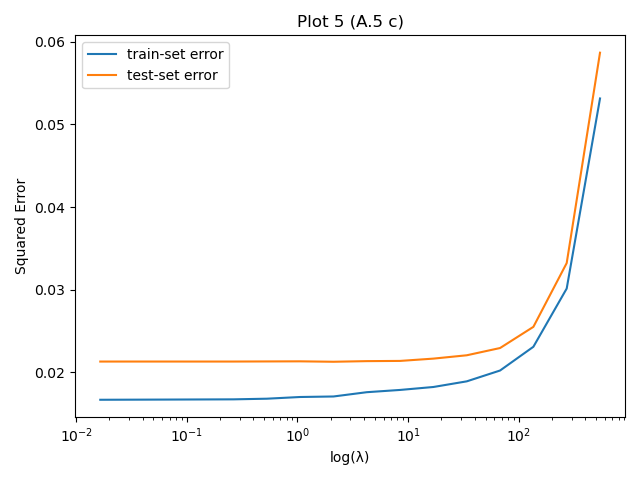 Plot 5 (A.5 c)
train-set error
test-set error
0.06
0.05
0.04
0.03
0.02
Squared Error
10⁻² 10⁻¹ 10⁰ 10¹ 10²
log(λ)